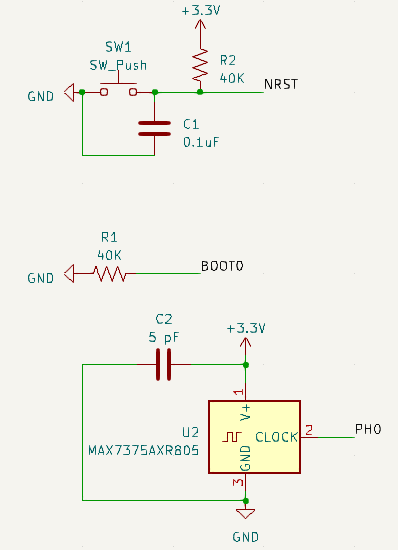 +3.3V
SW1
SW_Push
R2
40K
GND
NRST
C1
0.1uF
R1
40K
GND
BOOT0
C2
5 pF
+3.3V
1
V+
U2
MAX7375AXR805
CLOCK
2
PH0
GND
3
GND